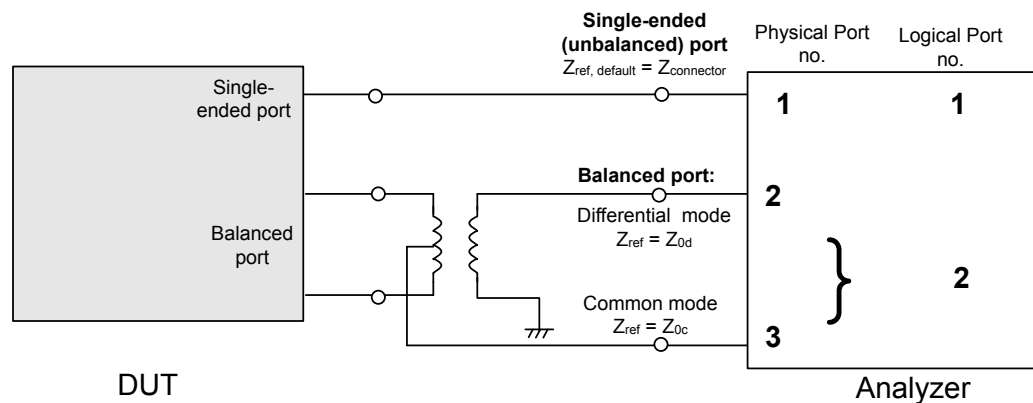 Single-ended
(unbalanced) port
Zref, default = Zconnector
Physical Port
no.
Logical Port
no.
Single-
ended port
1
1
Balanced port:
2
Differential mode
Zref = Z0d
Balanced
port
}
2
Common mode
Zref = Z0c
3
DUT
Analyzer